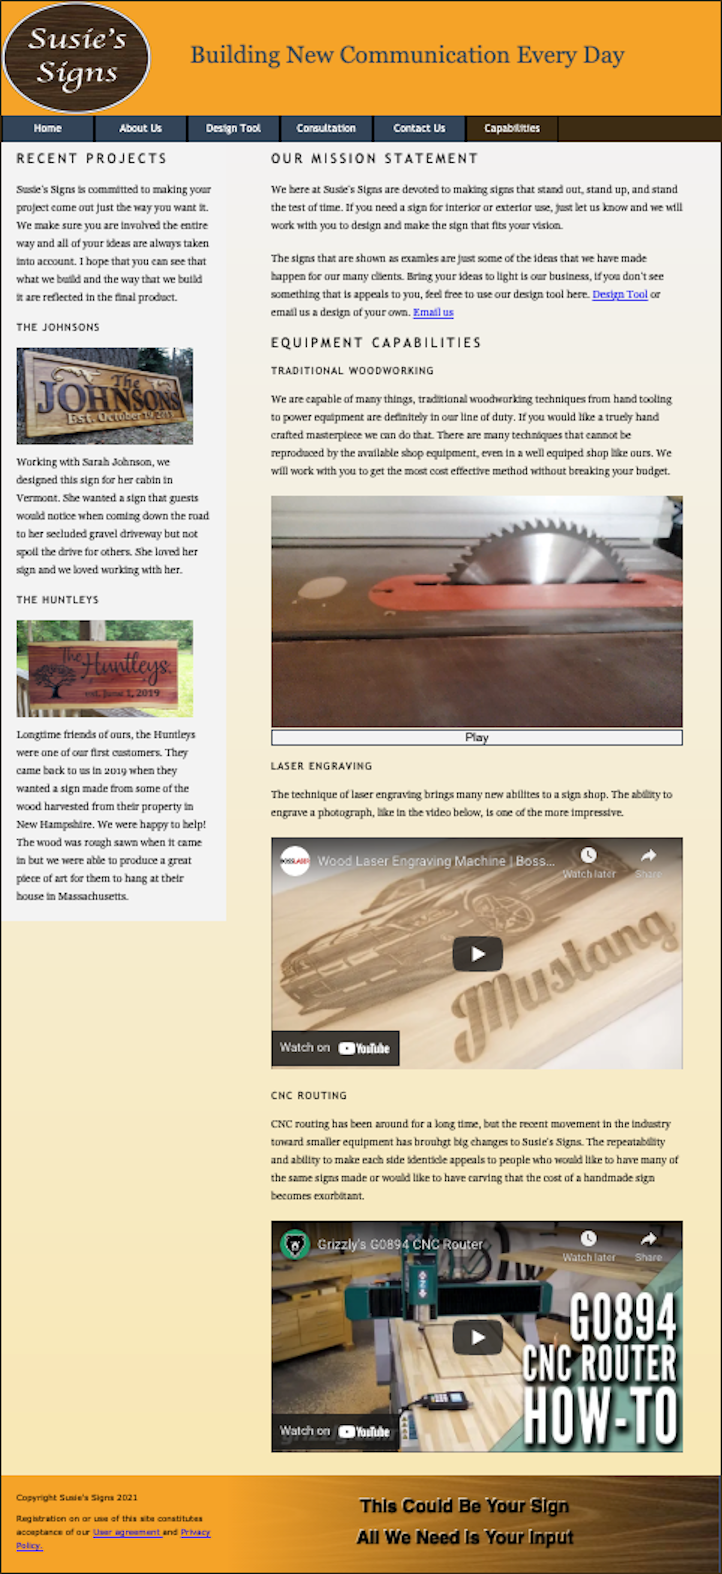 Susie's
Signs
Building New Communication Every Day
Home
About Us
Design Tool
Consultation
Contact Us
Capabilities
RECENT PROJECTS
Susie's Signs is committed to making your
project come out just the way you want it.
We make sure you are involved the entire
way and all of your ideas are always taken
into account. I hope that you can see that
what we build and the way that we build
it are reflected in the final product.
THE JOHNSONS
The
JOHNSONS
Est. October 19, 2013
Working with Sarah Johnson, we
designed this sign for her cabin in
Vermont. She wanted a sign that guests
would notice when coming down the road
to her secluded gravel driveway but not
spoil the drive for others. She loved her
sign and we loved working with her.
THE HUNTLEYS
the Huntleys
est. June 1, 2019
Longtime friends of ours, the Huntleys
were one of our first customers. They
came back to us in 2019 when they
wanted a sign made from some of the
wood harvested from their property in
New Hampshire. We were happy to help!
The wood was rough sawn when it came
in but we were able to produce a great
piece of art for them to hang at their
house in Massachusetts.
OUR MISSION STATEMENT
We here at Susie's Signs are devoted to making signs that stand out, stand up, and stand
the test of time. If you need a sign for interior or exterior use, just let us know and we will
work with you to design and make the sign that fits your vision.
The signs that are shown as examles are just some of the ideas that we have made
happen for our many clients. Bring your ideas to light is our business, if you don't see
something that is appeals to you, feel free to use our design tool here. Design Tool or
email us a design of your own. Email us
EQUIPMENT CAPABILITIES
TRADITIONAL WOODWORKING
We are capable of many things, traditional woodworking techniques from hand tooling
to power equipment are definitely in our line of duty. If you would like a truely hand
crafted masterpiece we can do that. There are many techniques that cannot be
reproduced by the available shop equipment, even in a well equiped shop like ours. We
will work with you to get the most cost effective method without breaking your budget.
Play
LASER ENGRAVING
The technique of laser engraving brings many new abilites to a sign shop. The ability to
engrave a photograph, like in the video below, is one of the more impressive.
BOSSLASER
Wood Laser Engraving Machine | Boss...
Watch later
Share
Mustang
Watch on YouTube
CNC ROUTING
CNC routing has been around for a long time, but the recent movement in the industry
toward smaller equipment has brouhgt big changes to Susie's Signs. The repeatability
and ability to make each side identicle appeals to people who would like to have many of
the same signs made or would like to have carving that the cost of a handmade sign
becomes exorbitant.
Grizzly's G0894 CNC Router
Watch later
Share
G0894
CNC ROUTER
HOW-TO
Watch on YouTube
Copyright Susie's Signs 2021
Registration on or use of this site constitutes
acceptance of our User agreement and Privacy
Policy.
This Could Be Your Sign
All We Need Is Your Input